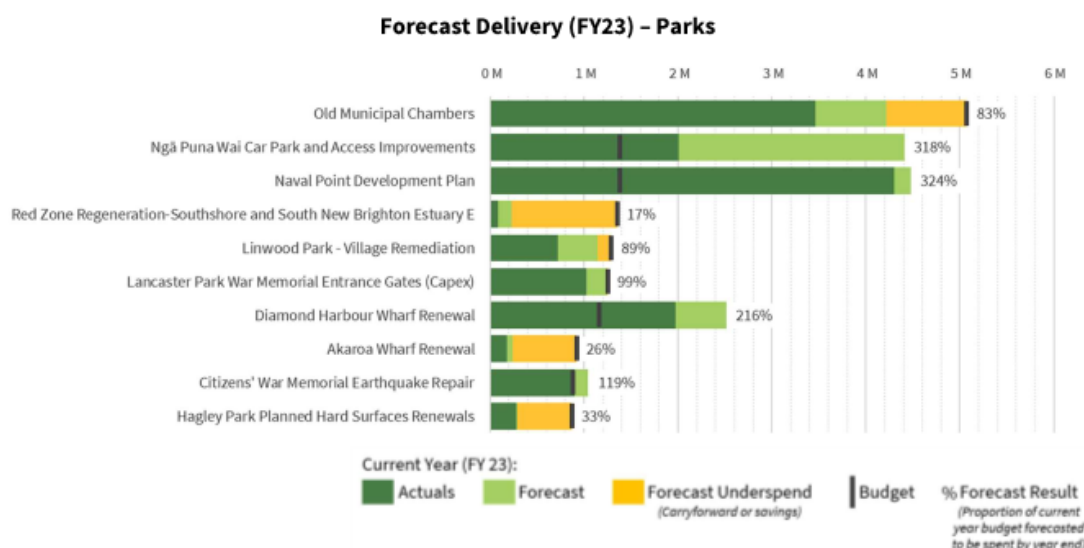 Forecast Delivery (FY23) – Parks
0 M 1 M 2 M 3 M 4 M 5 M 6 M
Old Municipal Chambers 83%
Ngā Puna Wai Car Park and Access Improvements 318%
Naval Point Development Plan 324%
Red Zone Regeneration-Southshore and South New Brighton Estuary E 17%
Linwood Park - Village Remediation 89%
Lancaster Park War Memorial Entrance Gates (Capex) 99%
Diamond Harbour Wharf Renewal 216%
Akaroa Wharf Renewal 26%
Citizens' War Memorial Earthquake Repair 119%
Hagley Park Planned Hard Surfaces Renewals 33%
Current Year (FY 23):
Actuals Forecast Forecast Underspend Budget % Forecast Result
(Carryforward or savings) (Proportion of current
year budget forecasted
to be spent by year end)